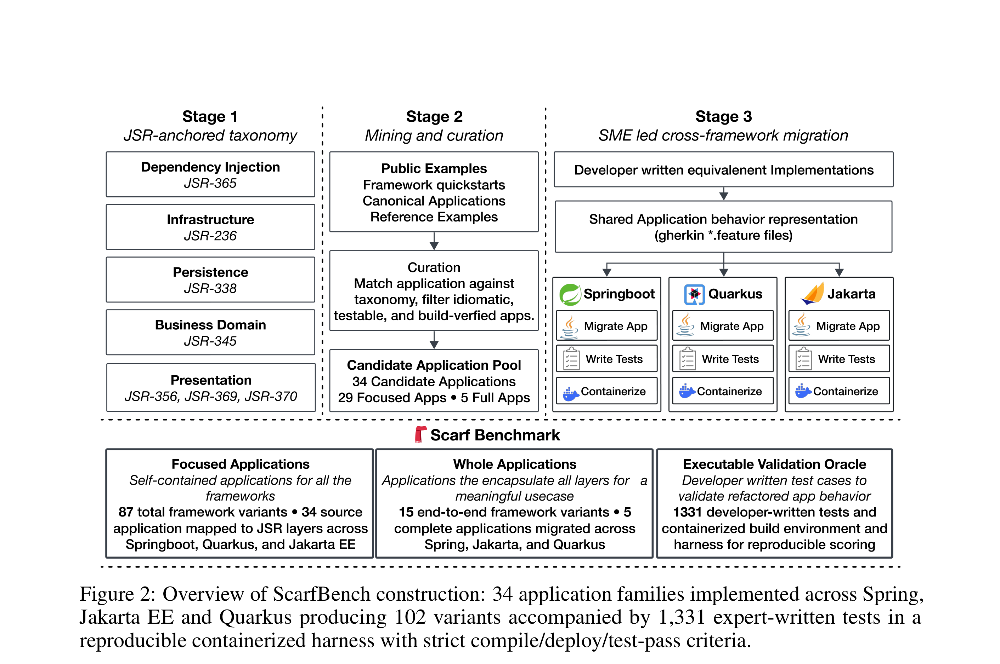 Stage 1
JSR-anchored taxonomy
Dependency Injection
JSR-365
Infrastructure
JSR-236
Persistence
JSR-338
Business Domain
JSR-345
Presentation
JSR-356, JSR-369, JSR-370
Stage 2
Mining and curation
Public Examples
Framework quickstarts
Canonical Applications
Reference Examples
Curation
Match application against
taxonomy, filter idiomatic,
testable, and build-verfied apps.
Candidate Application Pool
34 Candidate Applications
29 Focused Apps • 5 Full Apps
Stage 3
SME led cross-framework migration
Developer written equivalenent Implementations
Shared Application behavior representation
(gherkin *.feature files)
Springboot
Migrate App
Write Tests
Containerize
Quarkus
Migrate App
Write Tests
Containerize
Jakarta
Migrate App
Write Tests
Containerize
Scarf Benchmark
Focused Applications
Self-contained applications for all the
frameworks
87 total framework variants • 34 source
application mapped to JSR layers across
Springboot, Quarkus, and Jakarta EE
Whole Applications
Applications the encapsulate all layers for a
meaningful usecase
15 end-to-end framework variants • 5
complete applications migrated across
Spring, Jakarta, and Quarkus
Executable Validation Oracle
Developer written test cases to
validate refactored app behavior
1331 developer-written tests and
containerized build environment and
harness for reproducible scoring
Figure 2: Overview of ScarfBench construction: 34 application families implemented across Spring,
Jakarta EE and Quarkus producing 102 variants accompanied by 1,331 expert-written tests in a
reproducible containerized harness with strict compile/deploy/test-pass criteria.